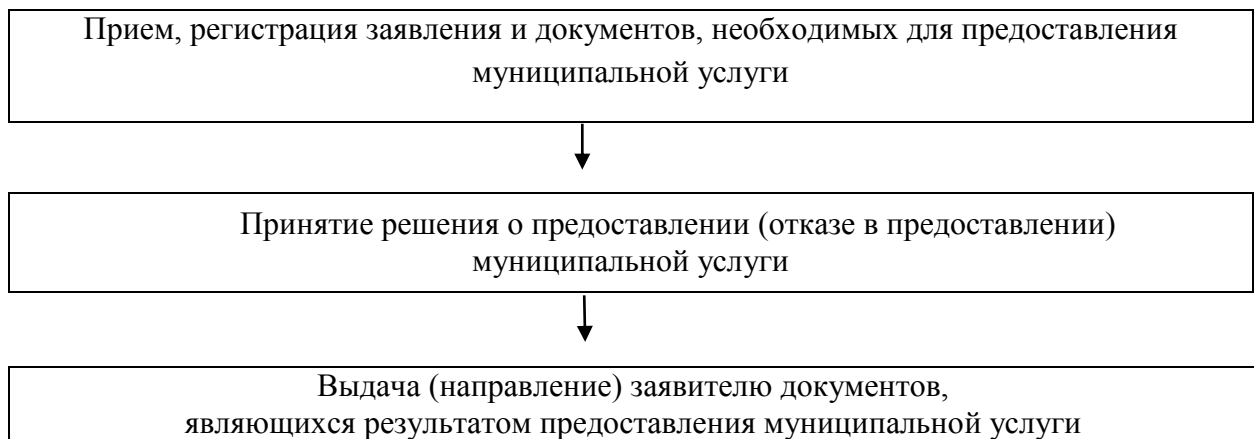 Прием, регистрация заявления и документов, необходимых для предоставления
муниципальной услуги
Принятие решения о предоставлении (отказе в предоставлении)
муниципальной услуги
Выдача (направление) заявителю документов,
являющихся результатом предоставления муниципальной услуги